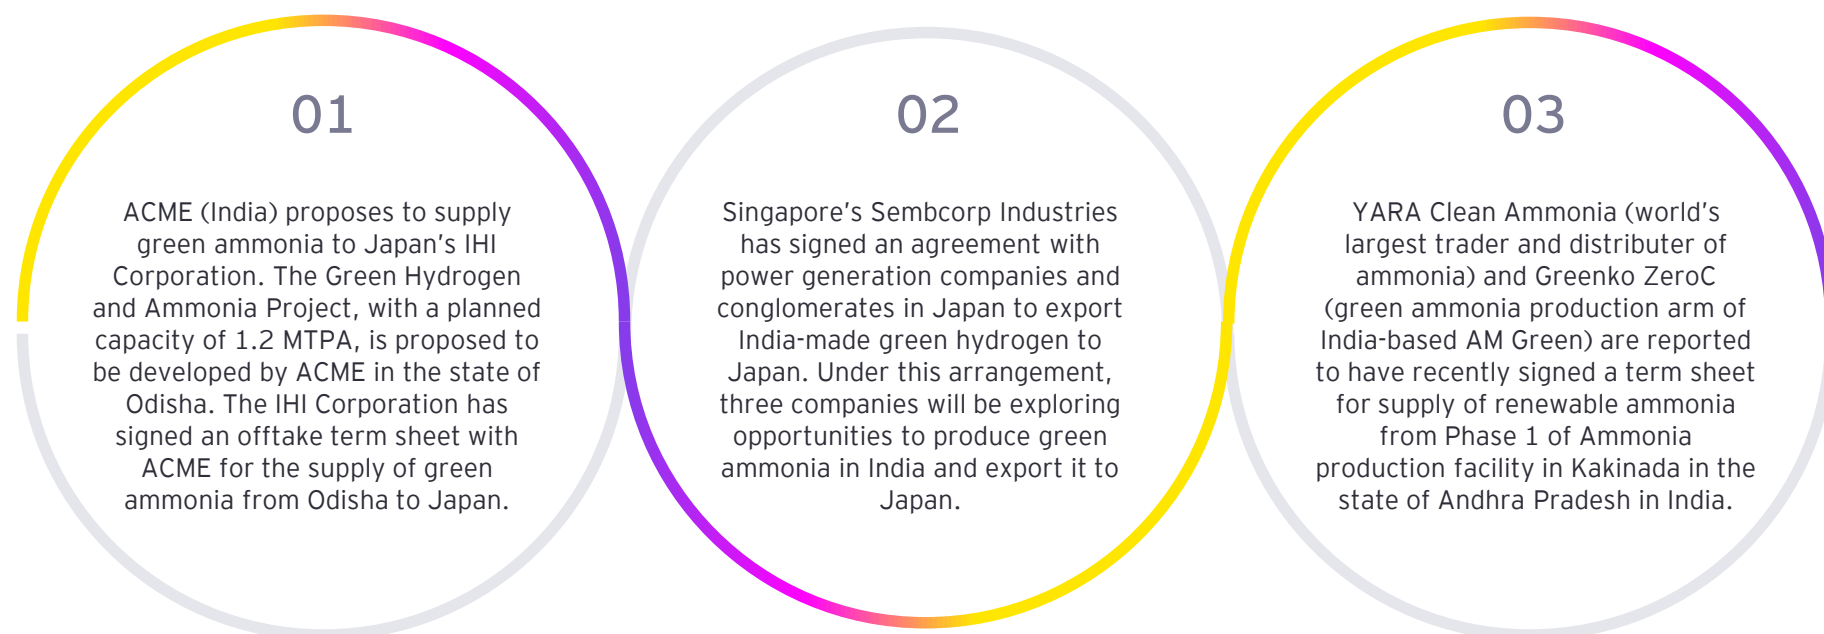 01
ACME (India) proposes to supply
green ammonia to Japan's IHI
Corporation. The Green Hydrogen
and Ammonia Project, with a planned
capacity of 1.2 MTPA, is proposed to
be developed by ACME in the state of
Odisha. The IHI Corporation has
signed an offtake term sheet with
ACME for the supply of green
ammonia from Odisha to Japan.
02
Singapore's Sembcorp Industries
has signed an agreement with
power generation companies and
conglomerates in Japan to export
India-made green hydrogen to
Japan. Under this arrangement,
three companies will be exploring
opportunities to produce green
ammonia in India and export it to
Japan.
03
YARA Clean Ammonia (world's
largest trader and distributer of
ammonia) and Greenko ZeroC
(green ammonia production arm of
India-based AM Green) are reported
to have recently signed a term sheet
for supply of renewable ammonia
from Phase 1 of Ammonia
production facility in Kakinada in the
state of Andhra Pradesh in India.